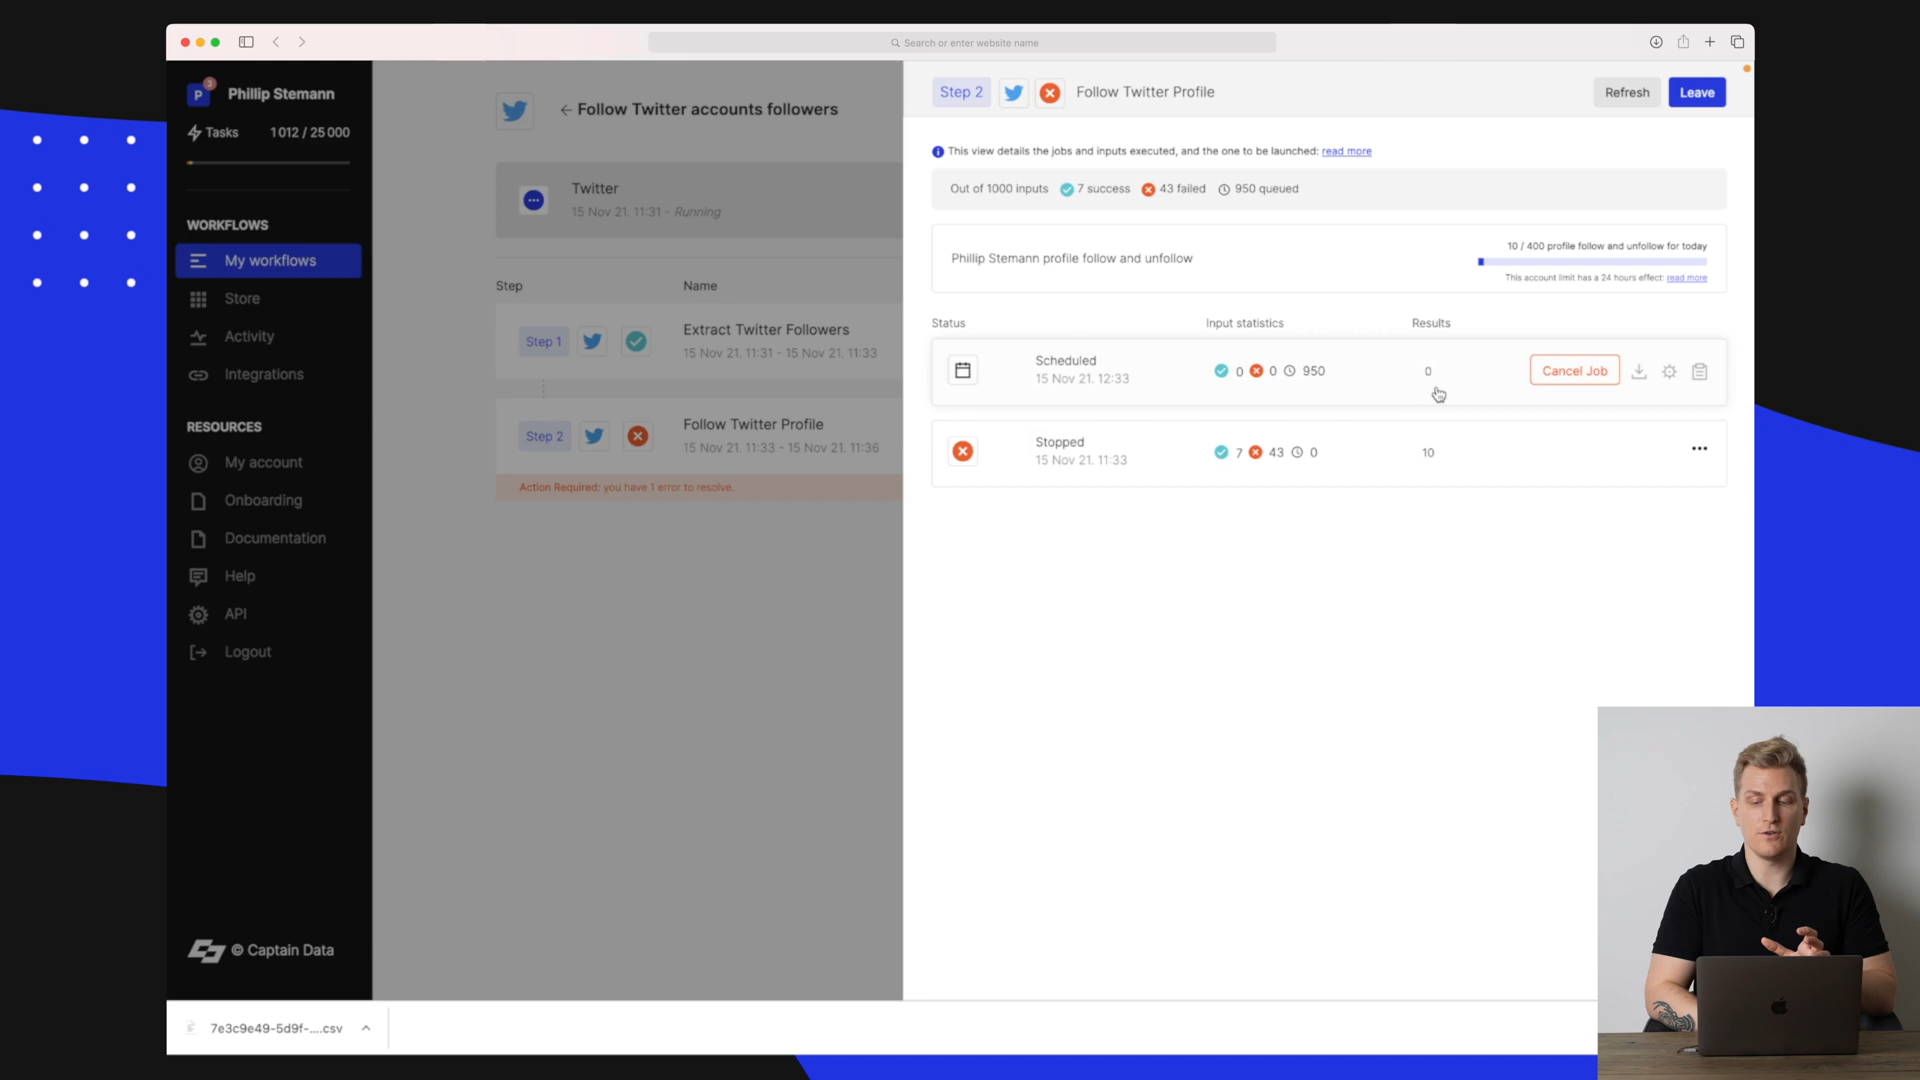 Search or enter website name
P
3
Phillip Stemann
Tasks 1 012 / 25 000
WORKFLOWS
My workflows
Store
Activity
Integrations
RESOURCES
My account
Onboarding
Documentation
Help
API
Logout
© Captain Data
← Follow Twitter accounts followers
Twitter
15 Nov 21. 11:31 - Running
Step Name
Step 1 Extract Twitter Followers
15 Nov 21. 11:31 - 15 Nov 21. 11:33
Step 2 Follow Twitter Profile
15 Nov 21. 11:33 - 15 Nov 21. 11:36
Action Required: you have 1 error to resolve.
Step 2 Follow Twitter Profile Refresh Leave
This view details the jobs and inputs executed, and the one to be launched: read more
Out of 1000 inputs 7 success 43 failed 950 queued
Phillip Stemann profile follow and unfollow
10 / 400 profile follow and unfollow for today
This account limit has a 24 hours effect: read more
Status Input statistics Results
Scheduled
15 Nov 21. 12:33
0 0 950 0 Cancel Job
Stopped
15 Nov 21. 11:33
7 43 0 10
7e3c9e49-5d9f-....csv